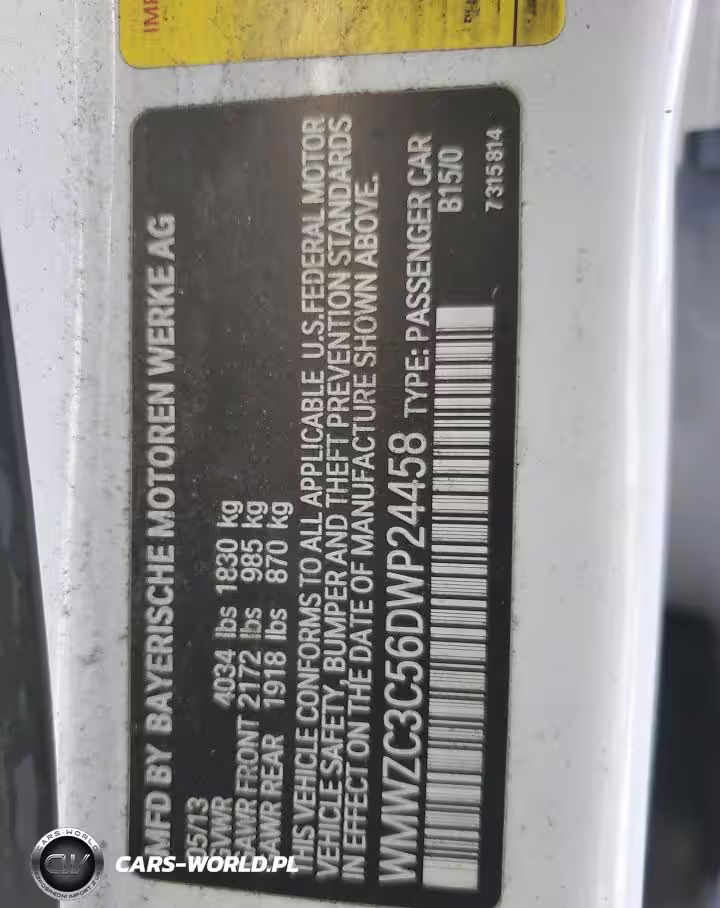 MFD BY BAYERISCHE MOTOREN WERKE AG
05/13
GVWR 4034 lbs 1830 kg
GAWR FRONT 2172 lbs 985 kg
GAWR REAR 1918 lbs 870 kg
THIS VEHICLE CONFORMS TO ALL APPLICABLE U.S.FEDERAL MOTOR
VEHICLE SAFETY, BUMPER AND THEFT PREVENTION STANDARDS
IN EFFECT ON THE DATE OF MANUFACTURE SHOWN ABOVE.
WMWZC3C56DWP24458 TYPE: PASSENGER CAR
B15/0
7315814
CARS-WORLD
CW
CARS-WORLD.PL